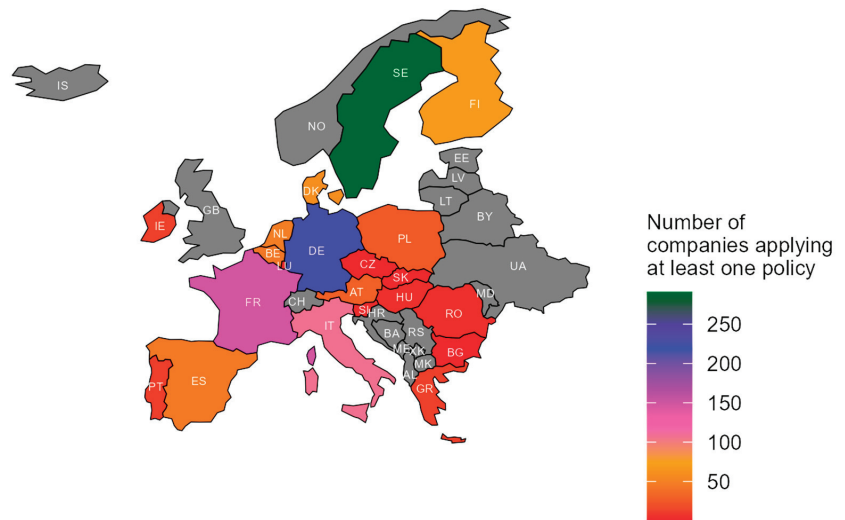 SE
IS
FI
NO
EE
LV
DK
LT
GB
BY
IE
NL
PL
DE
BE
CZ
LU
UA
SK
AT
MD
HU
FR
CH
SI
HR
RO
IT
BA
RS
ME
XK
BG
MK
AL
ES
PT
GR
Number of
companies applying
at least one policy
250
200
150
100
50